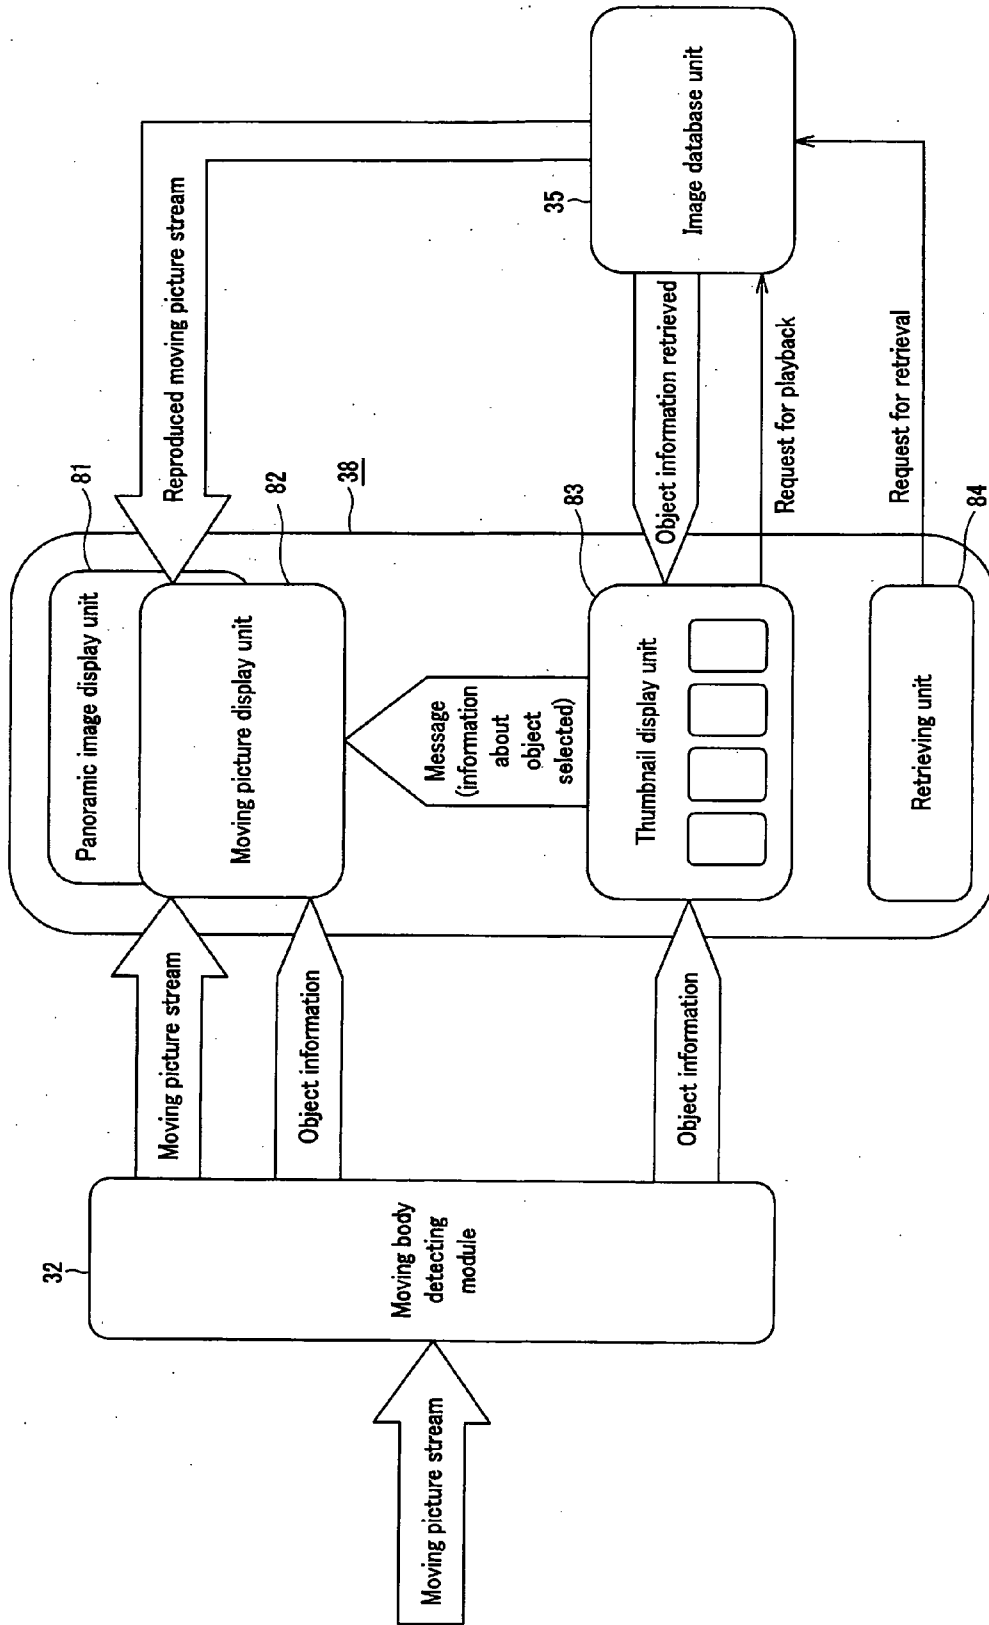 Moving picture stream
32
Moving body
detecting
module
Moving picture stream
Object information
Object information
38
81
Panoramic image display unit
82
Moving picture display unit
Message
(information
about
object
selected)
83
Thumbnail display unit
84
Retrieving unit
Reproduced moving picture stream
Object information retrieved
Request for playback
Request for retrieval
35
Image database unit